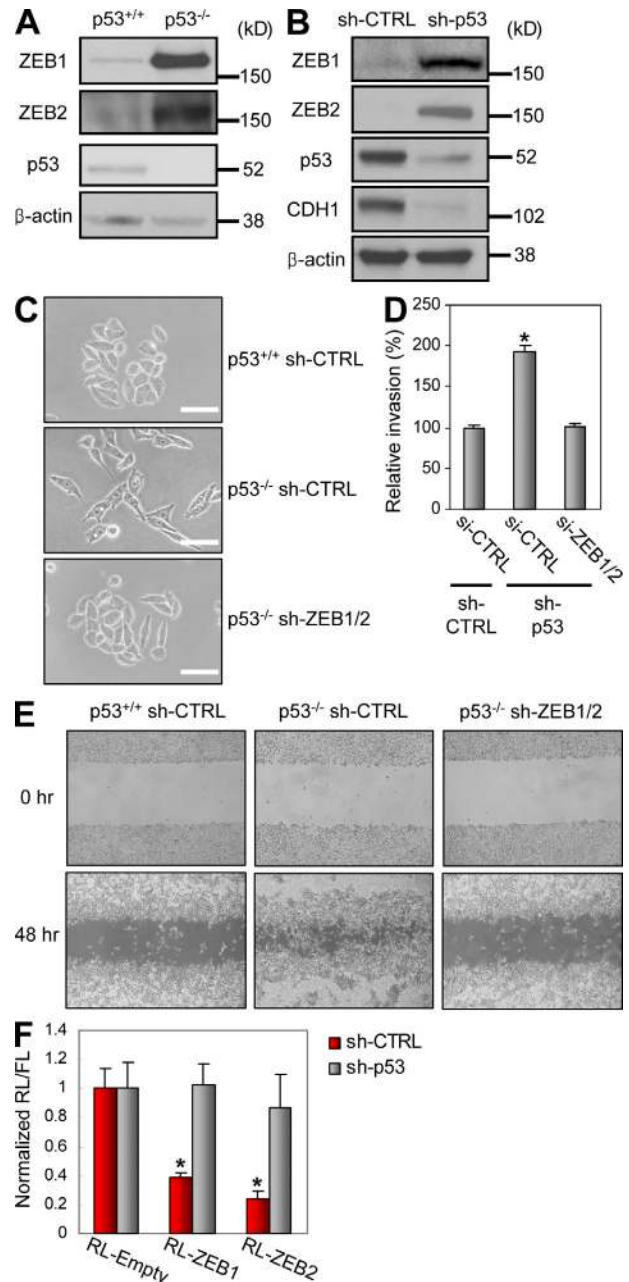 A
p53+/+ p53-/- (kD)
ZEB1
150
ZEB2
150
p53
52
β-actin
38
B
sh-CTRL sh-p53 (kD)
ZEB1
150
ZEB2
150
p53
52
CDH1
102
β-actin
38
C
p53+/+ sh-CTRL
p53-/- sh-CTRL
p53-/- sh-ZEB1/2
D
Relative invasion (%)
250
200
150
100
50
0
*
si-CTRL
si-CTRL
si-ZEB1/2
sh-
CTRL
sh-
p53
E
p53+/+ sh-CTRL p53-/- sh-CTRL p53-/- sh-ZEB1/2
0 hr
48 hr
F
Normalized RL/FL
1.4
1.2
1
0.8
0.6
0.4
0.2
0
*
*
RL-Empty
RL-ZEB1
RL-ZEB2
sh-CTRL
sh-p53